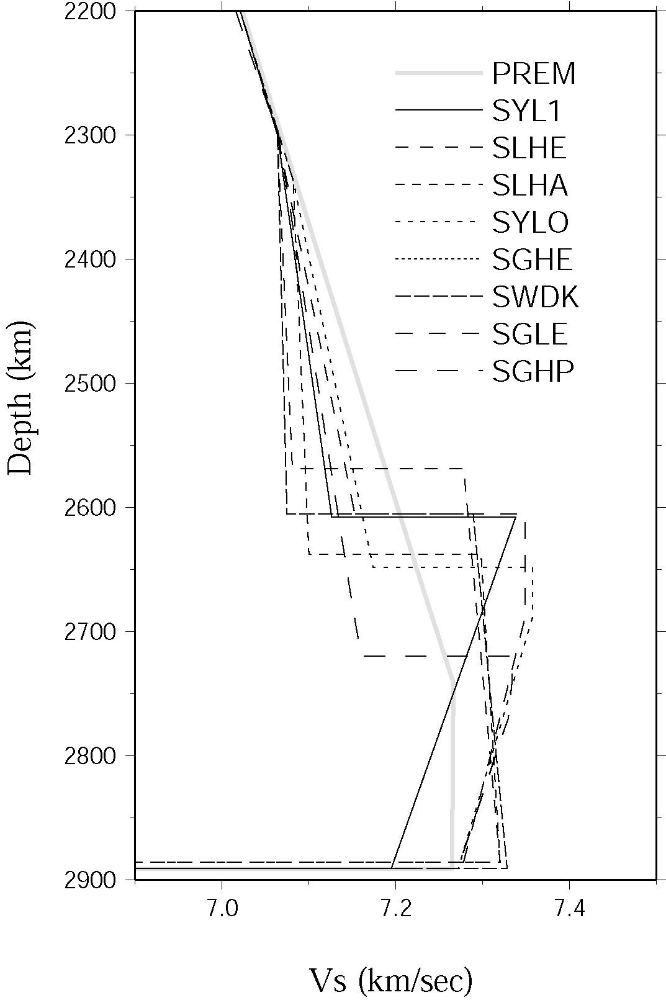 2200
2300
2400
2500
2600
2700
2800
2900
Depth (km)
PREM
SYL1
SLHE
SLHA
SYLO
SGHE
SWDK
SGLE
SGHP
7.0 7.2 7.4
Vs (km/sec)